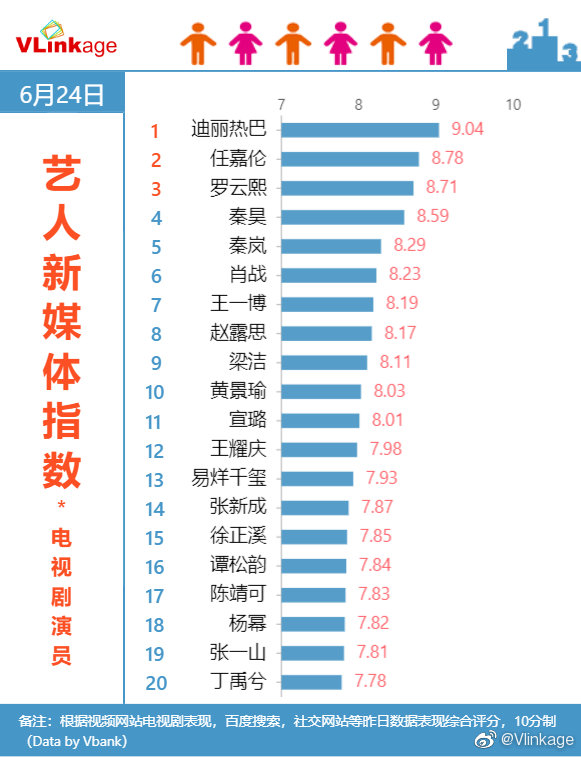 VLinkage
1
2
3
6月24日
艺人新媒体指数
*
电视剧演员
7 8 9 10
1 迪丽热巴 9.04
2 任嘉伦 8.78
3 罗云熙 8.71
4 秦昊 8.59
5 秦岚 8.29
6 肖战 8.23
7 王一博 8.19
8 赵露思 8.17
9 梁洁 8.11
10 黄景瑜 8.03
11 宣璐 8.01
12 王耀庆 7.98
13 易烊千玺 7.93
14 张新成 7.87
15 徐正溪 7.85
16 谭松韵 7.84
17 陈靖可 7.83
18 杨幂 7.82
19 张一山 7.81
20 丁禹兮 7.78
备注：根据视频网站电视剧表现，百度搜索，社交网站等昨日数据表现综合评分，10分制
（Data by Vbank）
@Vlinkage